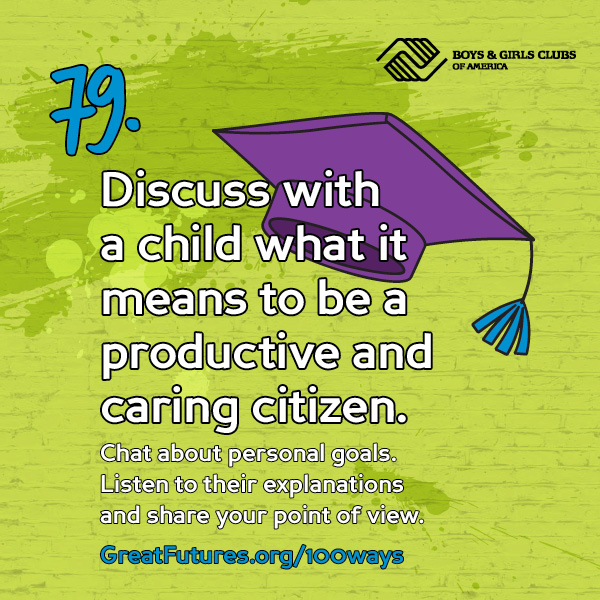 BOYS & GIRLS CLUBS
OF AMERICA
79.
Discuss with
a child what it
means to be a
productive and
caring citizen.
Chat about personal goals.
Listen to their explanations
and share your point of view.
GreatFutures.org/100ways